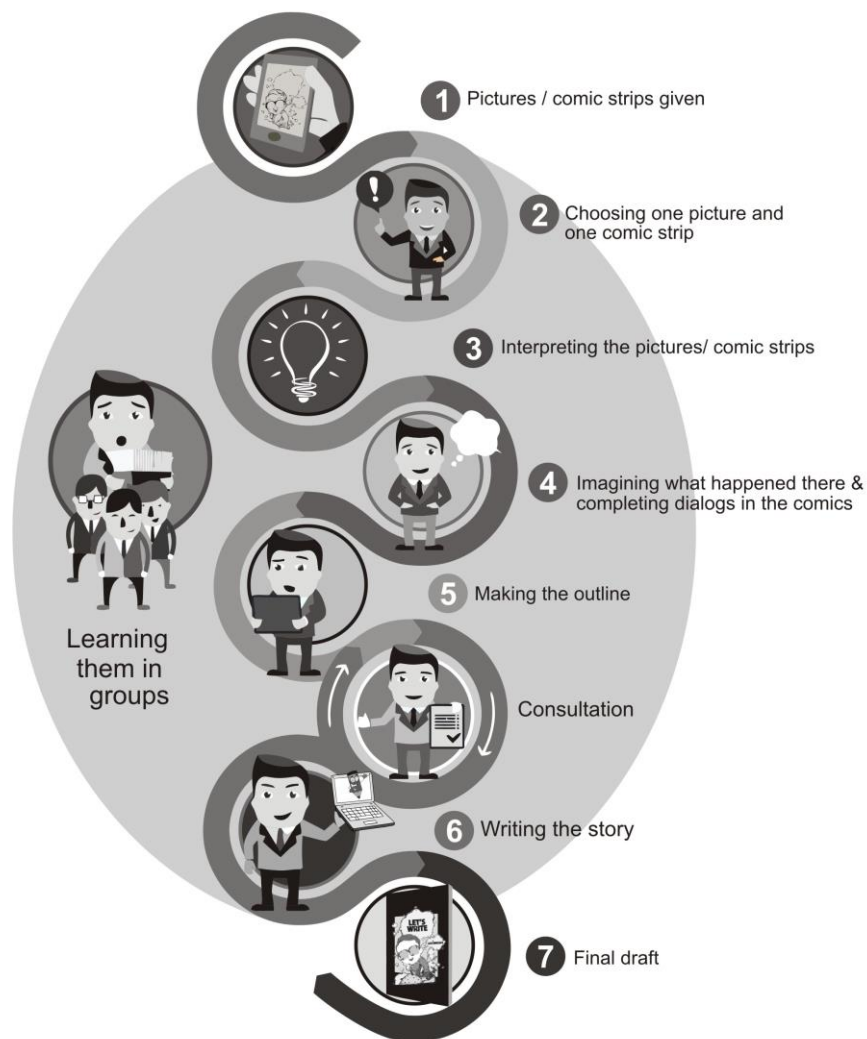 1 Pictures / comic strips given
!
2 Choosing one picture and
one comic strip
3 Interpreting the pictures/ comic strips
4 Imagining what happened there &
completing dialogs in the comics
5 Making the outline
Learning
them in
groups
Consultation
6 Writing the story
LET'S
WRITE
7 Final draft